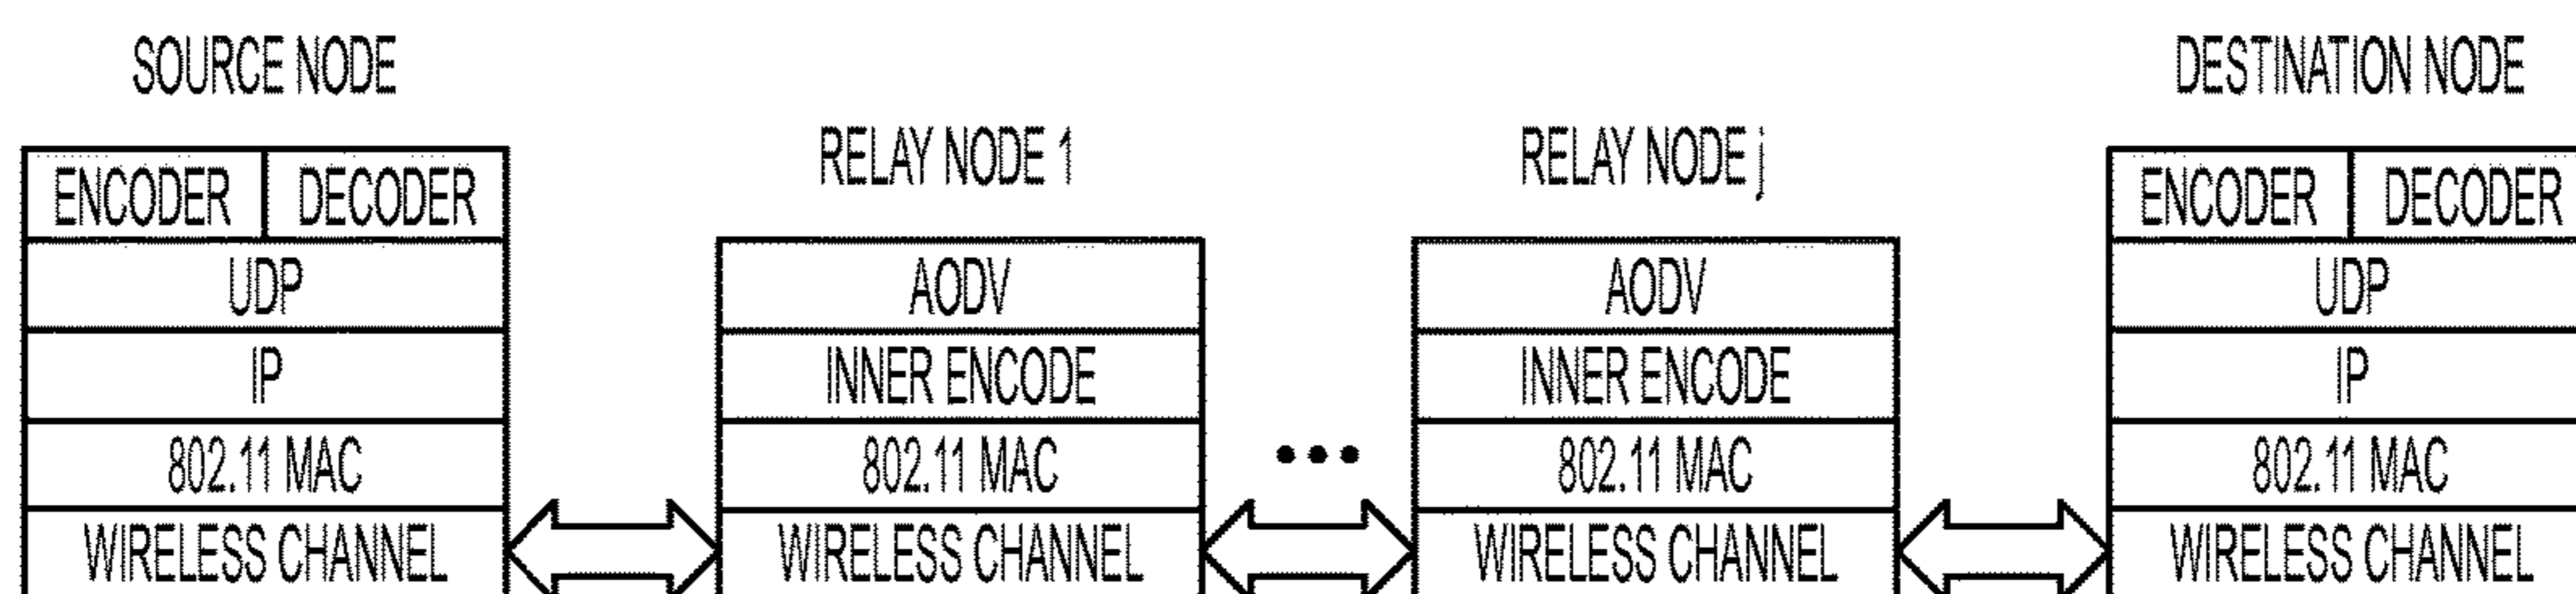 SOURCE NODE
ENCODER
DECODER
UDP
IP
802.11 MAC
WIRELESS CHANNEL
RELAY NODE 1
AODV
INNER ENCODE
802.11 MAC
WIRELESS CHANNEL
...
RELAY NODE j
AODV
INNER ENCODE
802.11 MAC
WIRELESS CHANNEL
DESTINATION NODE
ENCODER
DECODER
UDP
IP
802.11 MAC
WIRELESS CHANNEL